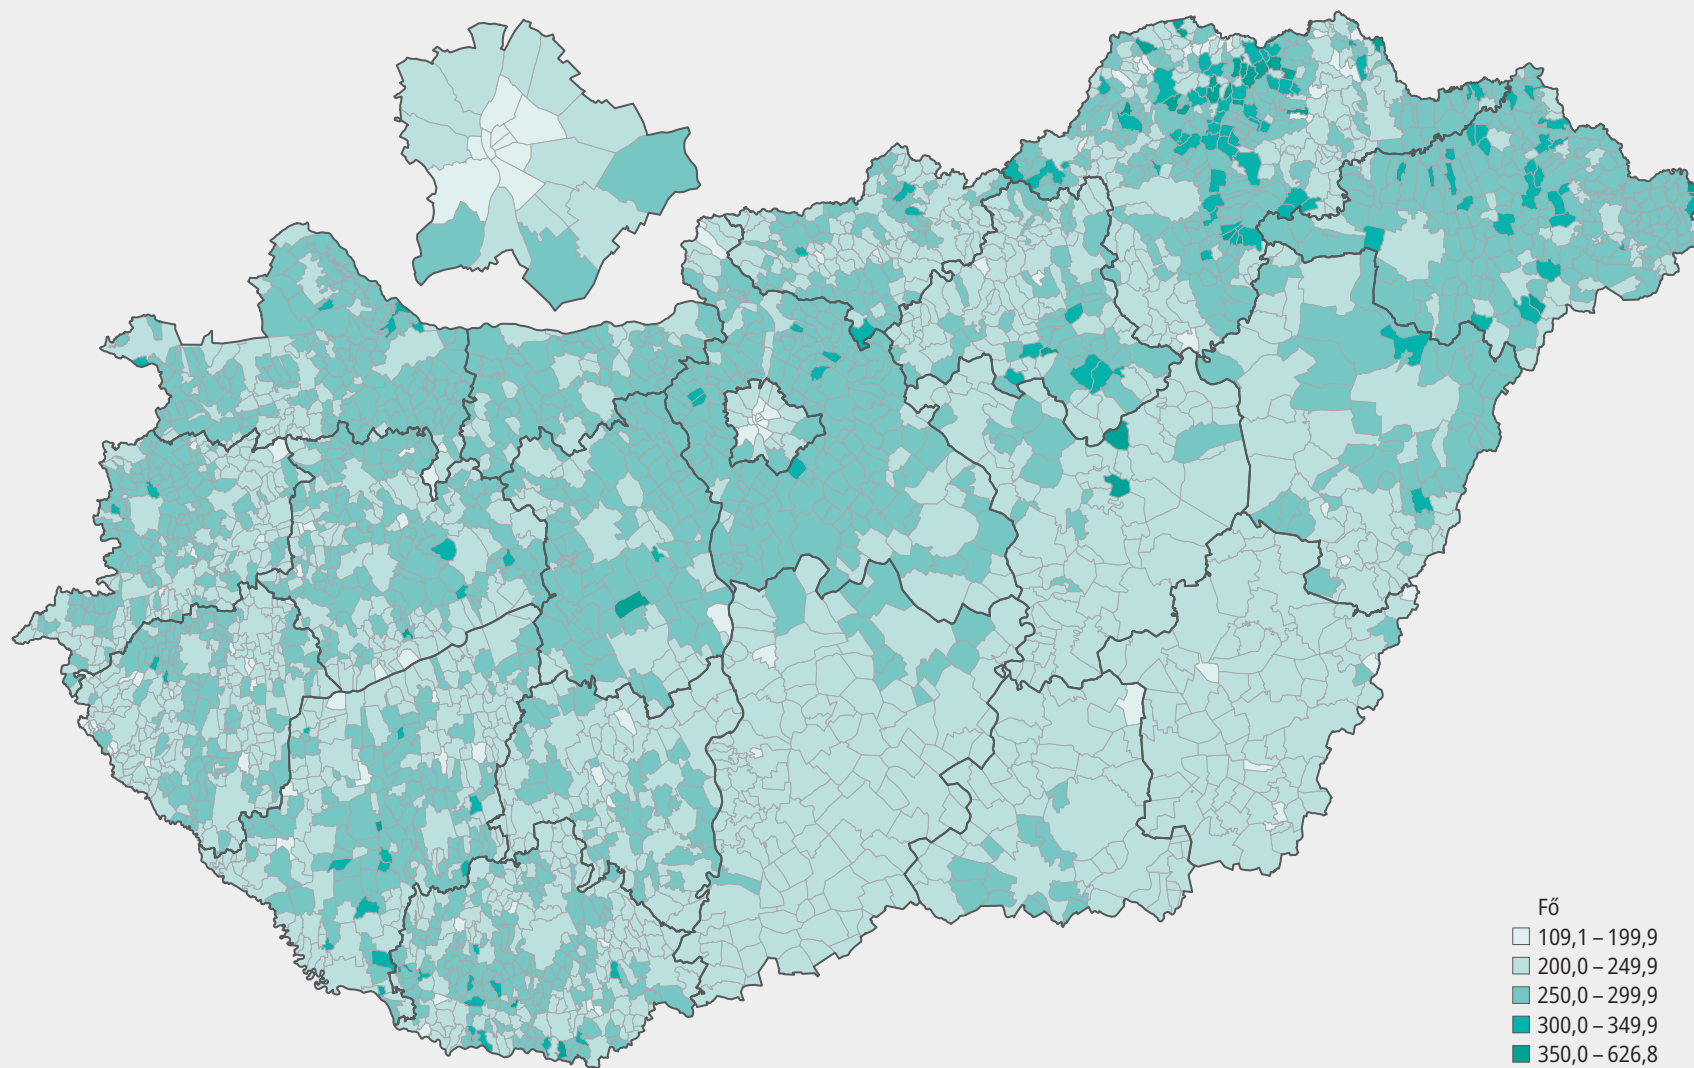 Fő
109,1 – 199,9
200,0 – 249,9
250,0 – 299,9
300,0 – 349,9
350,0 – 626,8